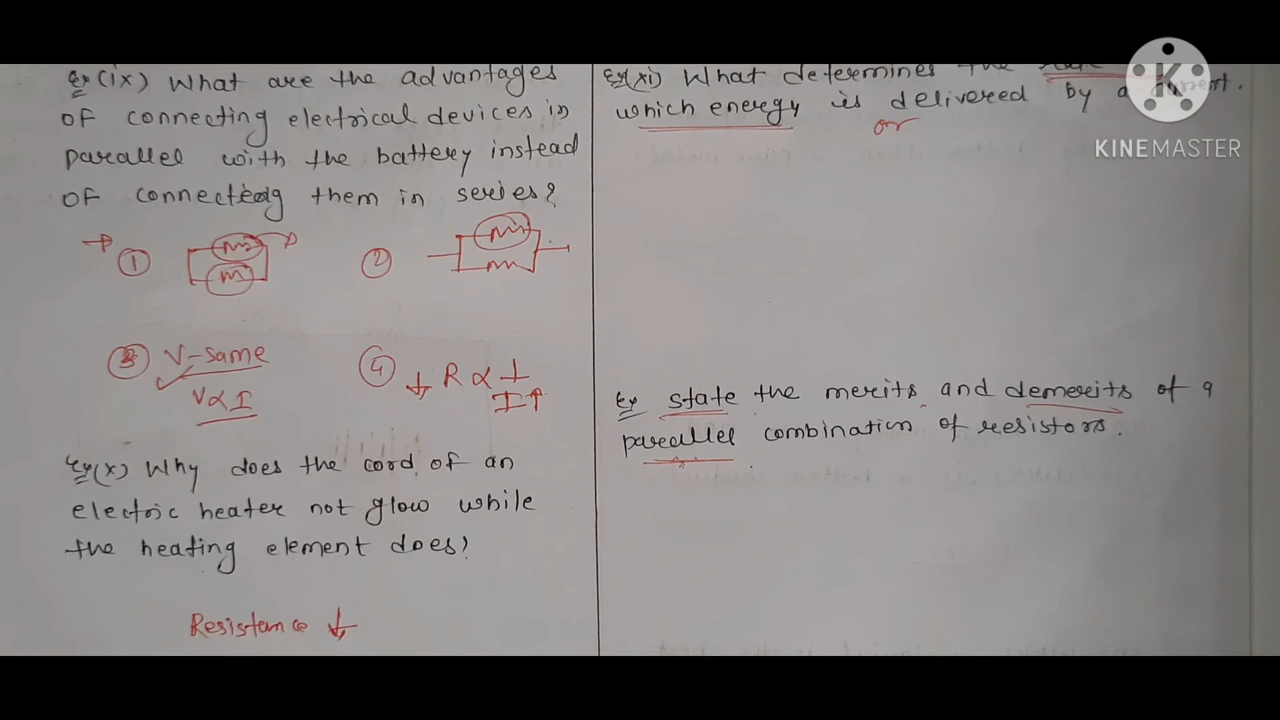 Ex (ix) What are the advantages
of connecting electrical devices in
parallel with the battery instead
of connecting them in series?
① ②
③ V-same
V∝I
④ ↓ R ∝ 1/I↑
Ex (x) Why does the cord of an
electric heater not glow while
the heating element does?
Resistance ↓
Ex (xi) What determines the
which energy is delivered by a
or
Ex state the merits and demerits of a
parallel combination of resistors.
K
KINEMASTER